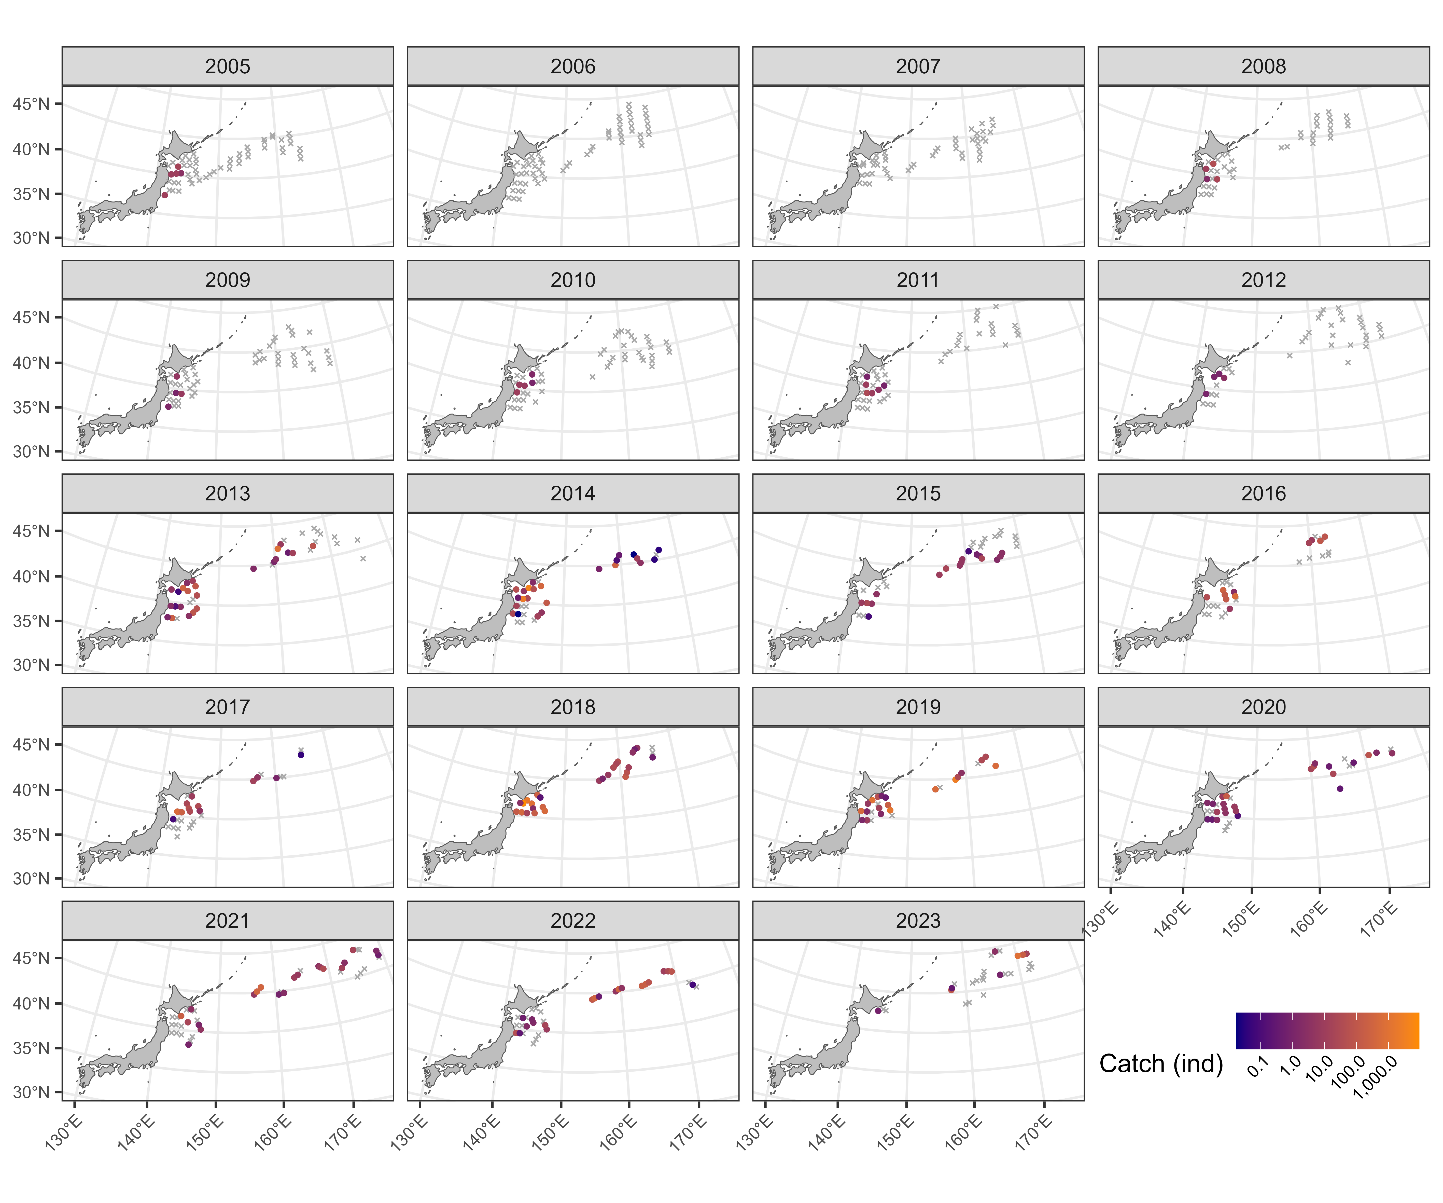 2005 2006 2007 2008
45°N
40°N
35°N
30°N
2009 2010 2011 2012
45°N
40°N
35°N
30°N
2013 2014 2015 2016
45°N
40°N
35°N
30°N
2017 2018 2019 2020
45°N
40°N
35°N
30°N
130°E 140°E 150°E 160°E 170°E
2021 2022 2023
45°N
40°N
35°N
30°N
130°E 140°E 150°E 160°E 170°E 130°E 140°E 150°E 160°E 170°E 130°E 140°E 150°E 160°E 170°E
Catch (ind)
0.1 1.0 10.0 100.0 1,000.0